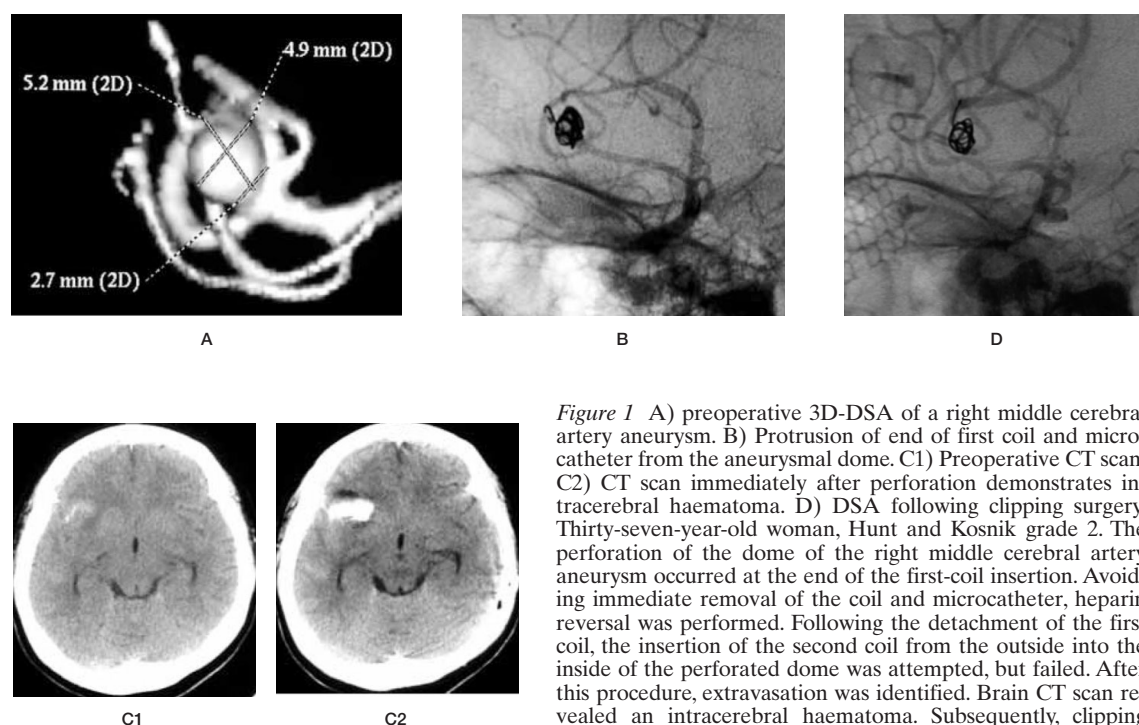 4.9 mm (2D)
5.2 mm (2D)
2.7 mm (2D)
A
B
D
C1
C2
Figure 1 A) preoperative 3D-DSA of a right middle cerebra
artery aneurysm. B) Protrusion of end of first coil and micro
catheter from the aneurysmal dome. C1) Preoperative CT scan
C2) CT scan immediately after perforation demonstrates in
tracerebral haematoma. D) DSA following clipping surgery
Thirty-seven-year-old woman, Hunt and Kosnik grade 2. The
perforation of the dome of the right middle cerebral artery
aneurysm occurred at the end of the first-coil insertion. Avoid
ing immediate removal of the coil and microcatheter, heparin
reversal was performed. Following the detachment of the firs
coil, the insertion of the second coil from the outside into the
inside of the perforated dome was attempted, but failed. Afte
this procedure, extravasation was identified. Brain CT scan re
vealed an intracerebral haematoma. Subsequently, clipping